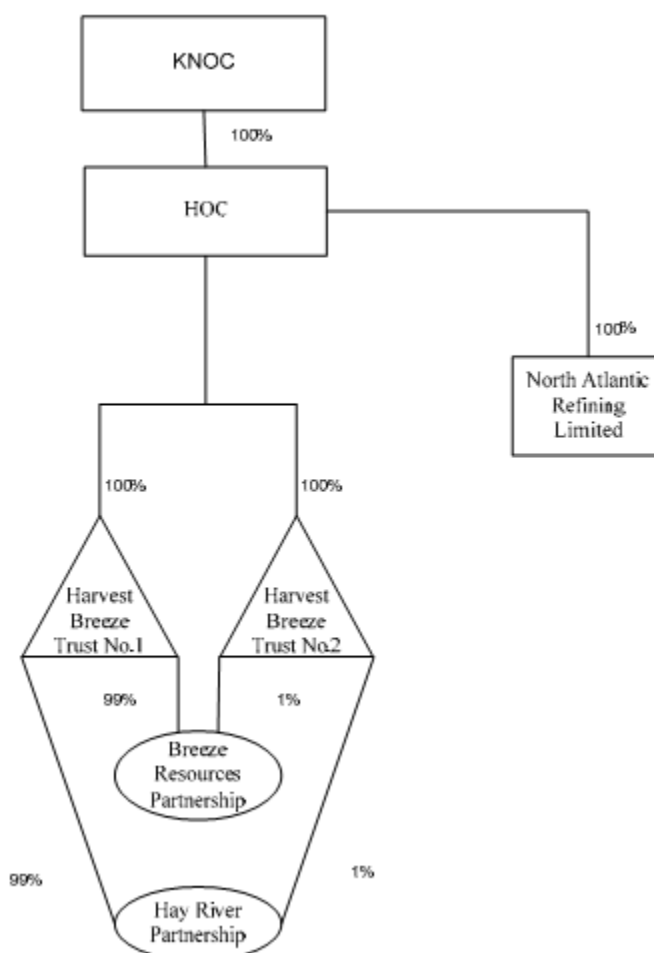 KNOC
100%
HOC
100%
North Atlantic
Refining
Limited
100%
100%
Harvest
Breeze
Trust No.1
Harvest
Breeze
Trust No.2
99%
1%
Breeze
Resources
Partnership
99%
1%
Hay River
Partnership